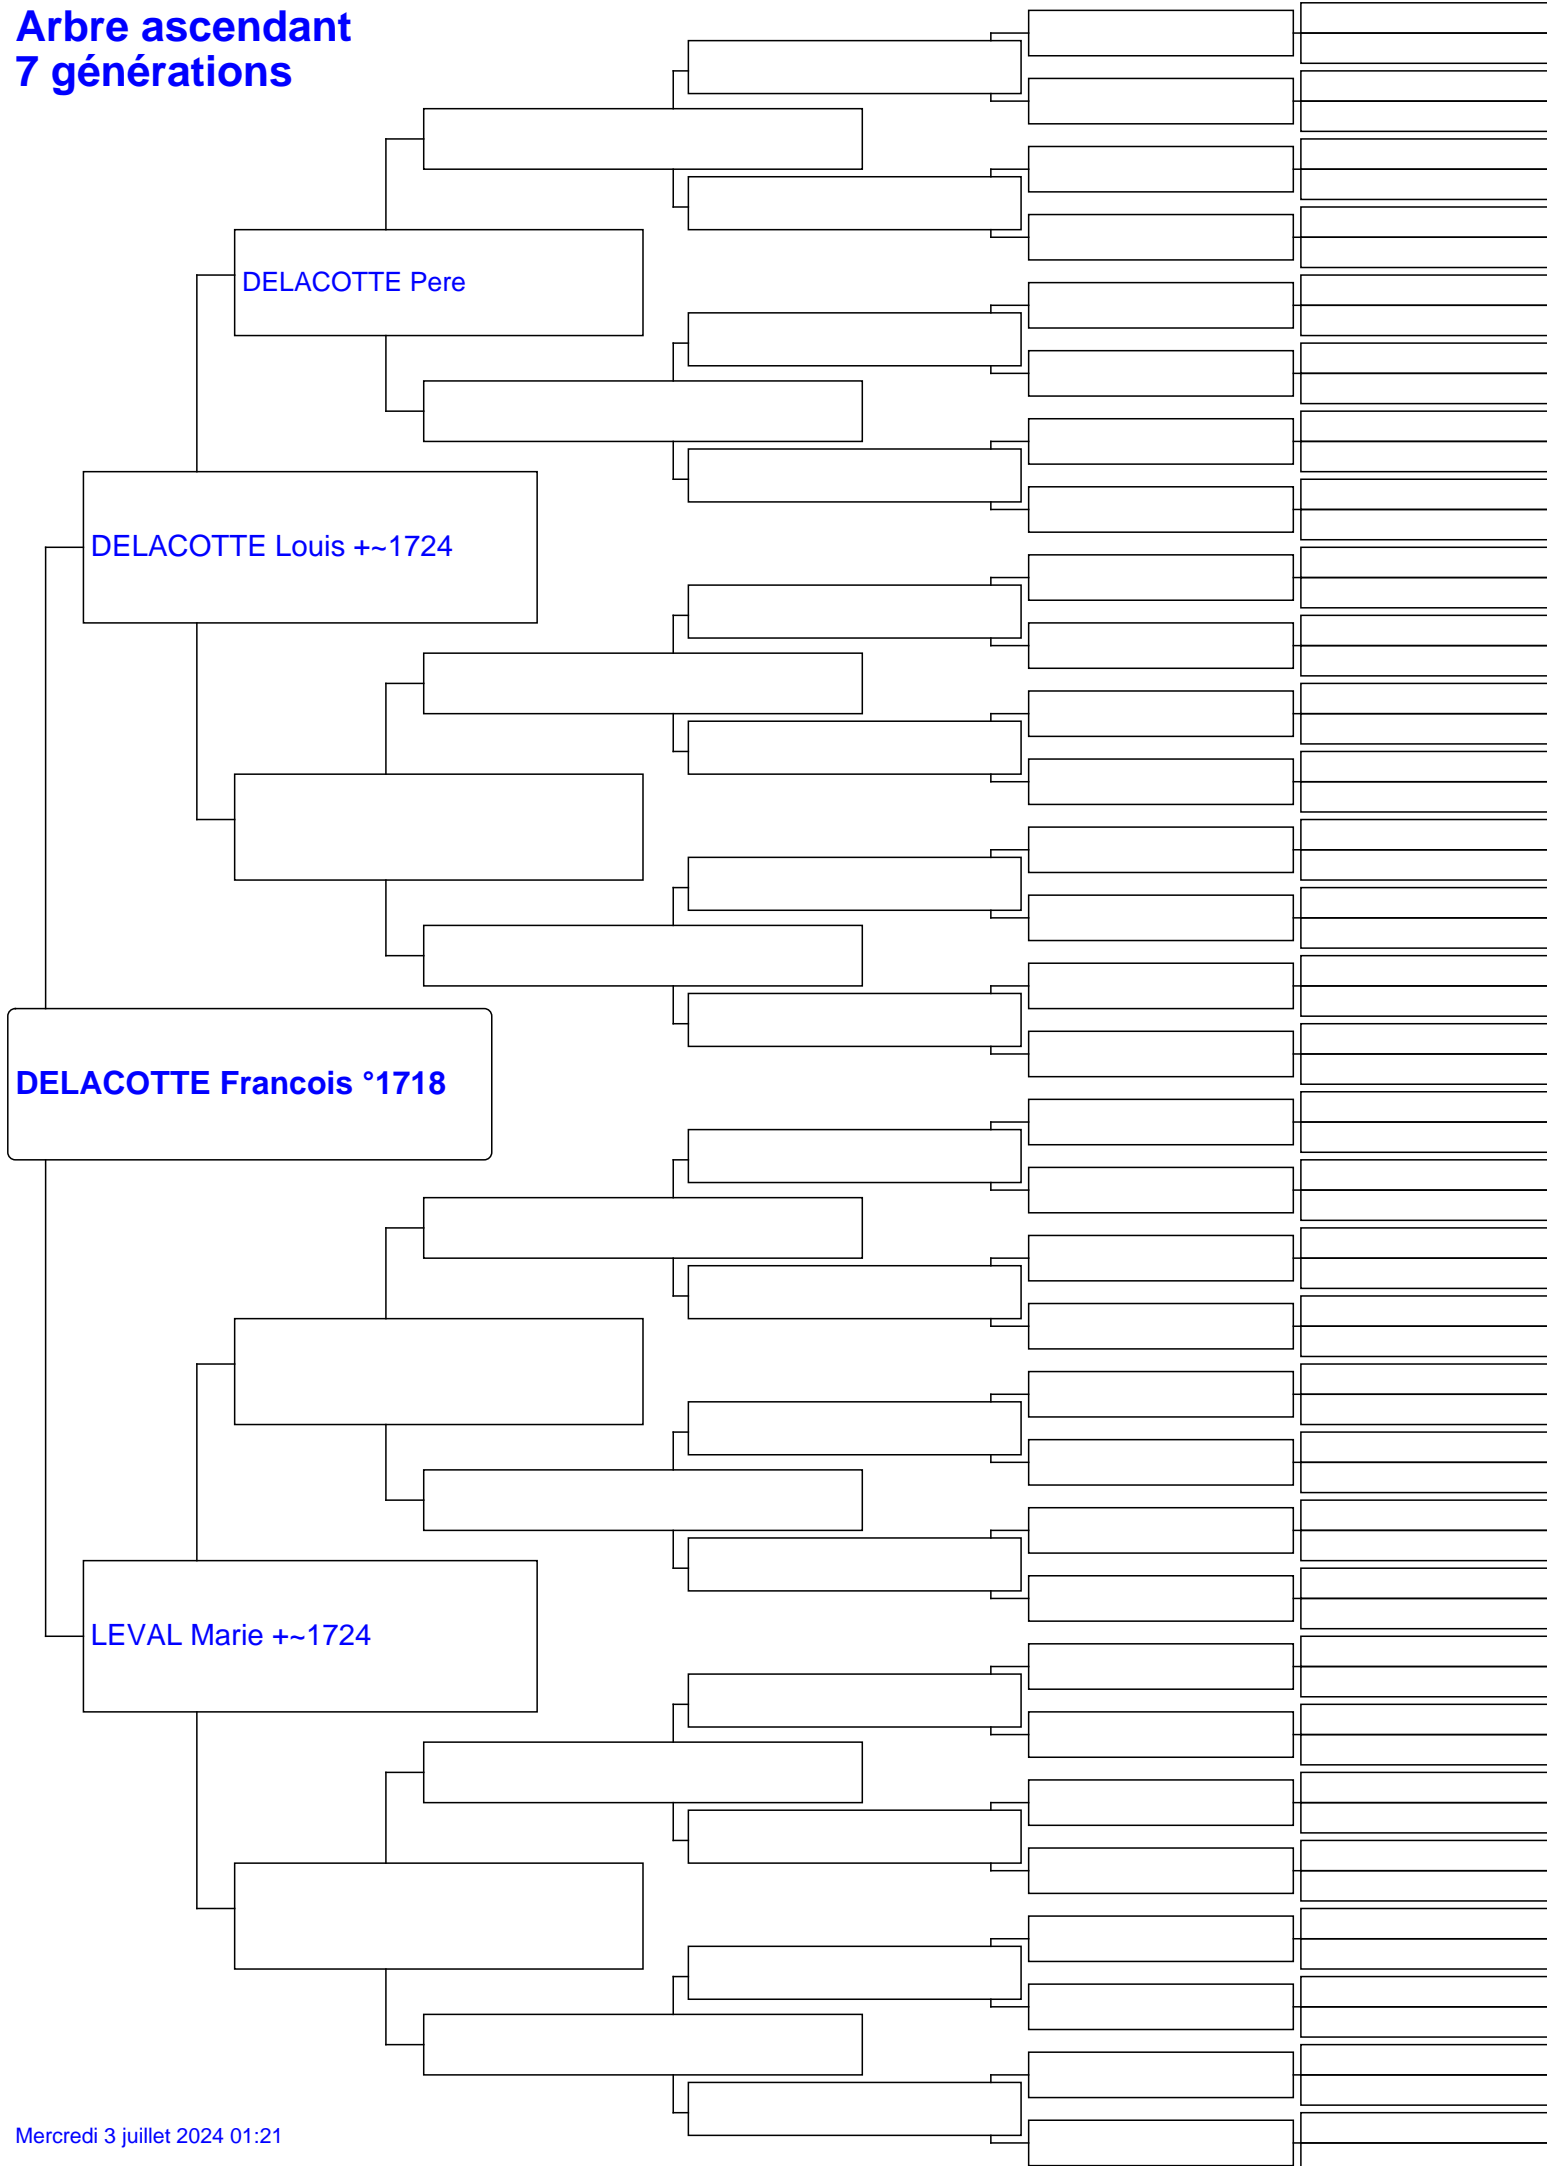 Arbre ascendant
7 générations
DELACOTTE Pere
DELACOTTE Louis +~1724
DELACOTTE Francois °1718
LEVAL Marie +~1724
Mercredi 3 juillet 2024 01:21